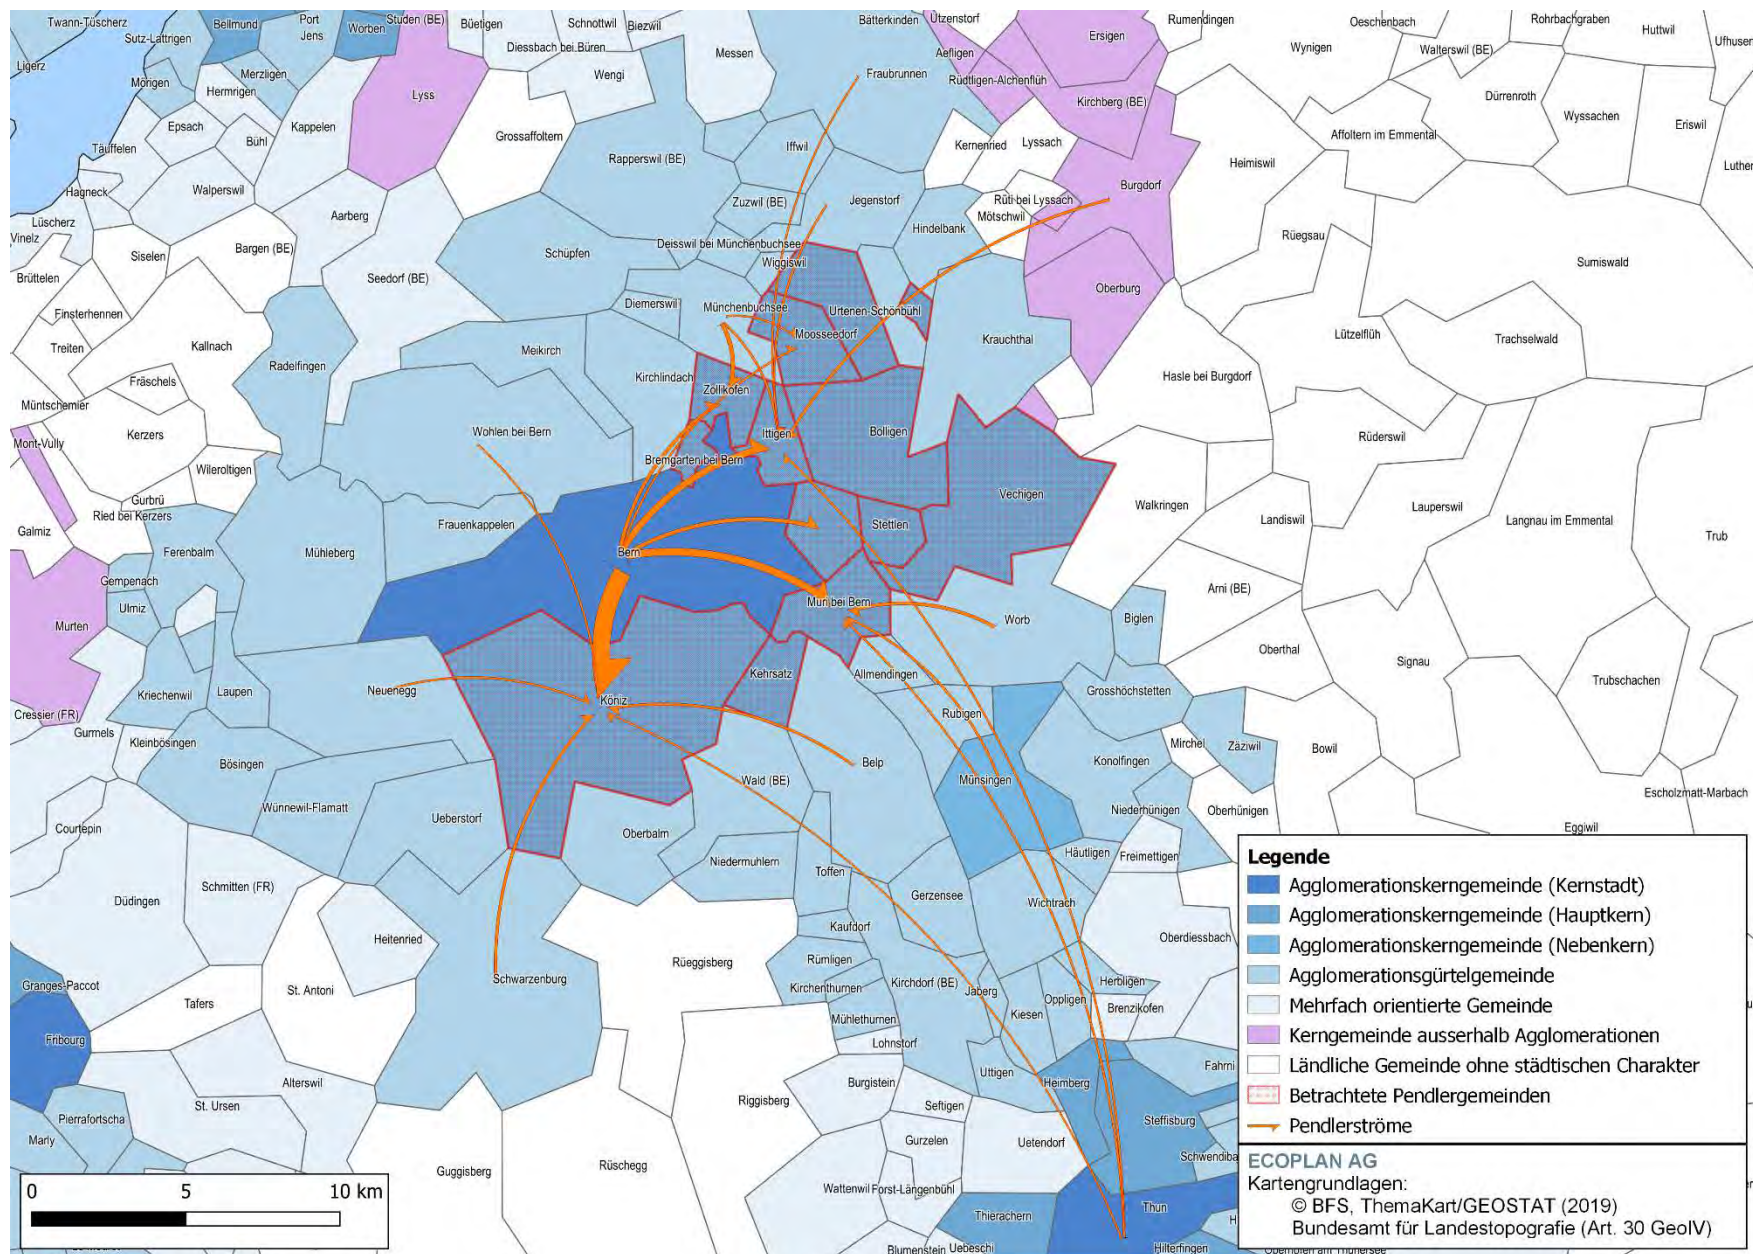 Twann-Tüscherz
Sutz-Lattrigen
Bellmund
Port
Jens
Worben
Studen (BE)
Büetigen
Schnottwil
Biezwil
Diessbach bei Büren
Messen
Bätterkinden
Utzenstorf
Aefligen
Ersigen
Rumendingen
Wynigen
Oeschenbach
Walterswil (BE)
Rohrbachgraben
Huttwil
Ufhusen
Ligerz
Mörigen
Merzligen
Hermrigen
Lyss
Wengi
Fraubrunnen
Rüdtligen-Alchenflüh
Kirchberg (BE)
Dürrenroth
Wyssachen
Eriswil
Luther
Epsach
Bühl
Kappelen
Täuffelen
Grossaffoltern
Rapperswil (BE)
Iffwil
Kernenried
Lyssach
Affoltern im Emmental
Heimiswil
Hagneck
Walperswil
Aarberg
Zuzwil (BE)
Jegenstorf
Rüti bei Lyssach
Mötschwil
Burgdorf
Lüscherz
Vinelz
Siselen
Bargen (BE)
Schüpfen
Deisswil bei Münchenbuchsee
Wiggiswil
Hindelbank
Rüegsau
Sumiswald
Brüttelen
Seedorf (BE)
Diemerswil
Münchenbuchsee
Urtenen-Schönbühl
Oberburg
Finsterhennen
Treiten
Kallnach
Radelfingen
Meikirch
Moosseedorf
Krauchthal
Lützelflüh
Trachselwald
Fräschels
Müntschemier
Kirchlindach
Zollikofen
Hasle bei Burgdorf
Mont-Vully
Kerzers
Wileroltigen
Wohlen bei Bern
Ittigen
Bolligen
Bremgarten bei Bern
Rüderswil
Gurbrü
Ried bei Kerzers
Galmiz
Frauenkappelen
Vechigen
Stettlen
Walkringen
Landiswil
Lauperswil
Langnau im Emmental
Trub
Ferenbalm
Mühleberg
Bern
Gempenach
Ulmiz
Murten
Muri bei Bern
Worb
Biglen
Arni (BE)
Oberthal
Signau
Trubschachen
Kriechenwil
Laupen
Neuenegg
Köniz
Kehrsatz
Allmendingen
Rubigen
Grosshöchstetten
Cressier (FR)
Gurmels
Kleinbösingen
Bösingen
Mirchel
Zäziwil
Bowil
Konolfingen
Belp
Wald (BE)
Münsingen
Wünnewil-Flamatt
Ueberstorf
Niederhünigen
Oberhünigen
Escholzmatt-Marbach
Eggiwil
Courtepin
Oberbalm
Niedermuhlern
Toffen
Häutligen
Freimettigen
Düdingen
Schmitten (FR)
Gerzensee
Wichtrach
Heitenried
Kaufdorf
Oberdiessbach
Rüeggisberg
Rümligen
Schwarzenburg
Kirchenthurnen
Kirchdorf (BE)
Jaberg
Oppligen
Herbligen
Brenzikofen
Kiesen
Granges-Paccot
Tafers
St. Antoni
Mühlethurnen
Lohnstorf
Fribourg
Uttigen
Heimberg
Fahrni
Alterswil
Burgistein
Seftigen
Riggisberg
St. Ursen
Pierrafortscha
Marly
Steffisburg
Gurzelen
Uetendorf
Guggisberg
Rüschegg
Wattenwil
Forst-Längenbühl
Thierachern
Thun
Blumenstein
Uebeschi
Hilterfingen
Legende
Agglomerationskerngemeinde (Kernstadt)
Agglomerationskerngemeinde (Hauptkern)
Agglomerationskerngemeinde (Nebenkern)
Agglomerationsgürtelgemeinde
Mehrfach orientierte Gemeinde
Kerngemeinde ausserhalb Agglomerationen
Ländliche Gemeinde ohne städtischen Charakter
Betrachtete Pendlergemeinden
Pendlerströme
ECOPLAN AG
Kartengrundlagen:
© BFS, ThemaKart/GEOSTAT (2019)
Bundesamt für Landestopografie (Art. 30 GeoIV)
0 5 10 km